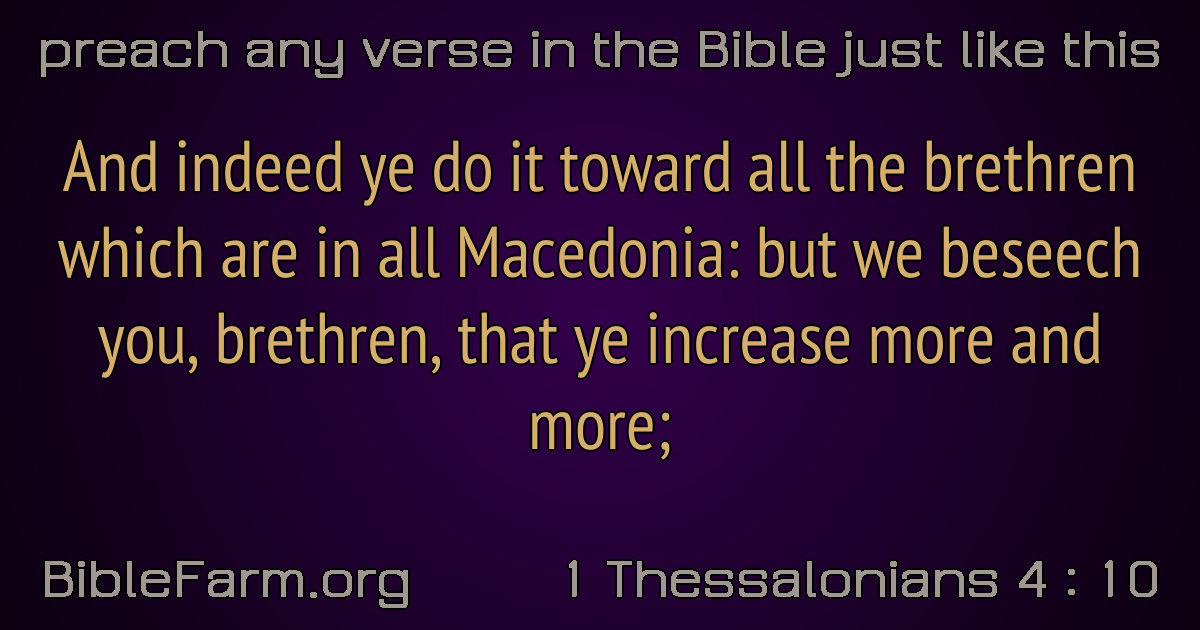 preach any verse in the Bible just like this
And indeed ye do it toward all the brethren
which are in all Macedonia: but we beseech
you, brethren, that ye increase more and
more;
BibleFarm.org
1 Thessalonians 4 : 10